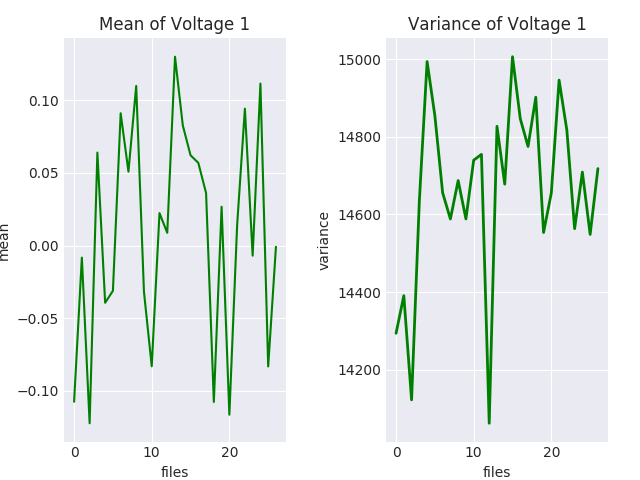 Mean of Voltage 1
0.10
0.05
0.00
−0.05
−0.10
mean
0 10 20
files
Variance of Voltage 1
15000
14800
14600
14400
14200
variance
0 10 20
files